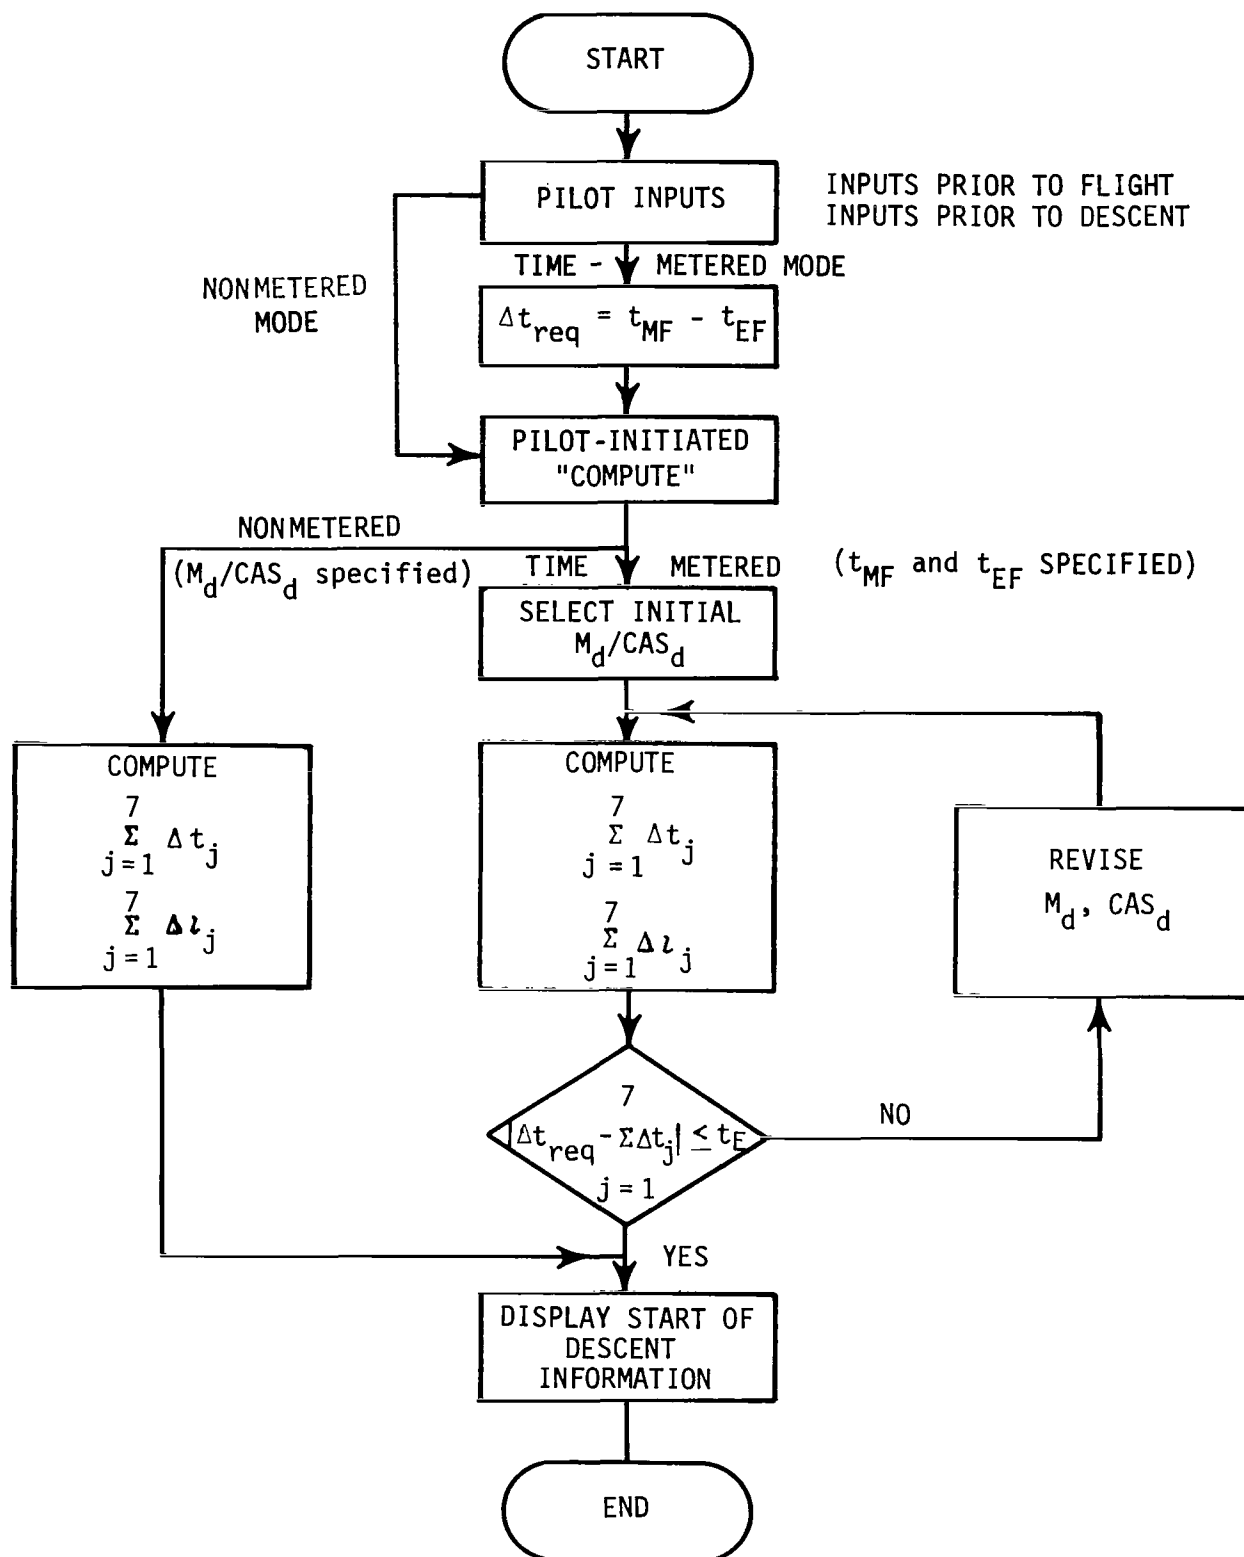 START
PILOT INPUTS
INPUTS PRIOR TO FLIGHT
INPUTS PRIOR TO DESCENT
TIME - METERED MODE
NONMETERED
MODE
Δt_req = t_MF - t_EF
PILOT-INITIATED
"COMPUTE"
NONMETERED
(M_d/CAS_d specified)
TIME METERED (t_MF and t_EF SPECIFIED)
SELECT INITIAL
M_d/CAS_d
COMPUTE
7
Σ Δt_j
j=1
7
Σ Δl_j
j=1
COMPUTE
7
Σ Δt_j
j=1
7
Σ Δl_j
j=1
REVISE
M_d, CAS_d
7
|Δt_req - ΣΔt_j| ≤ t_E
j=1
NO
YES
DISPLAY START OF
DESCENT
INFORMATION
END